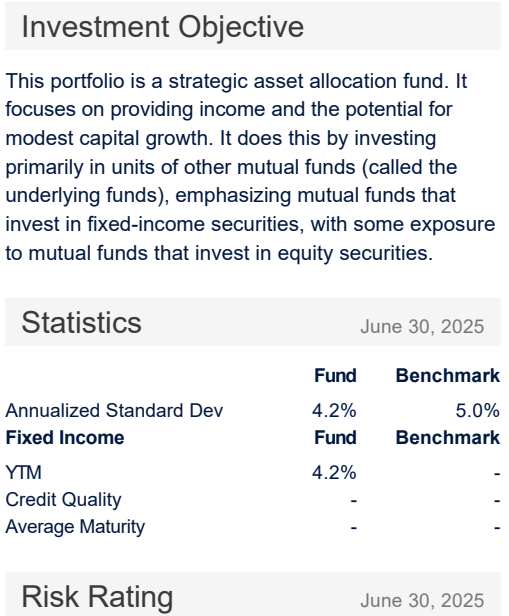 Investment Objective
This portfolio is a strategic asset allocation fund. It
focuses on providing income and the potential for
modest capital growth. It does this by investing
primarily in units of other mutual funds (called the
underlying funds), emphasizing mutual funds that
invest in fixed-income securities, with some exposure
to mutual funds that invest in equity securities.
Statistics June 30, 2025
Fund Benchmark
Annualized Standard Dev 4.2% 5.0%
Fixed Income Fund Benchmark
YTM 4.2% -
Credit Quality - -
Average Maturity - -
Risk Rating June 30, 2025